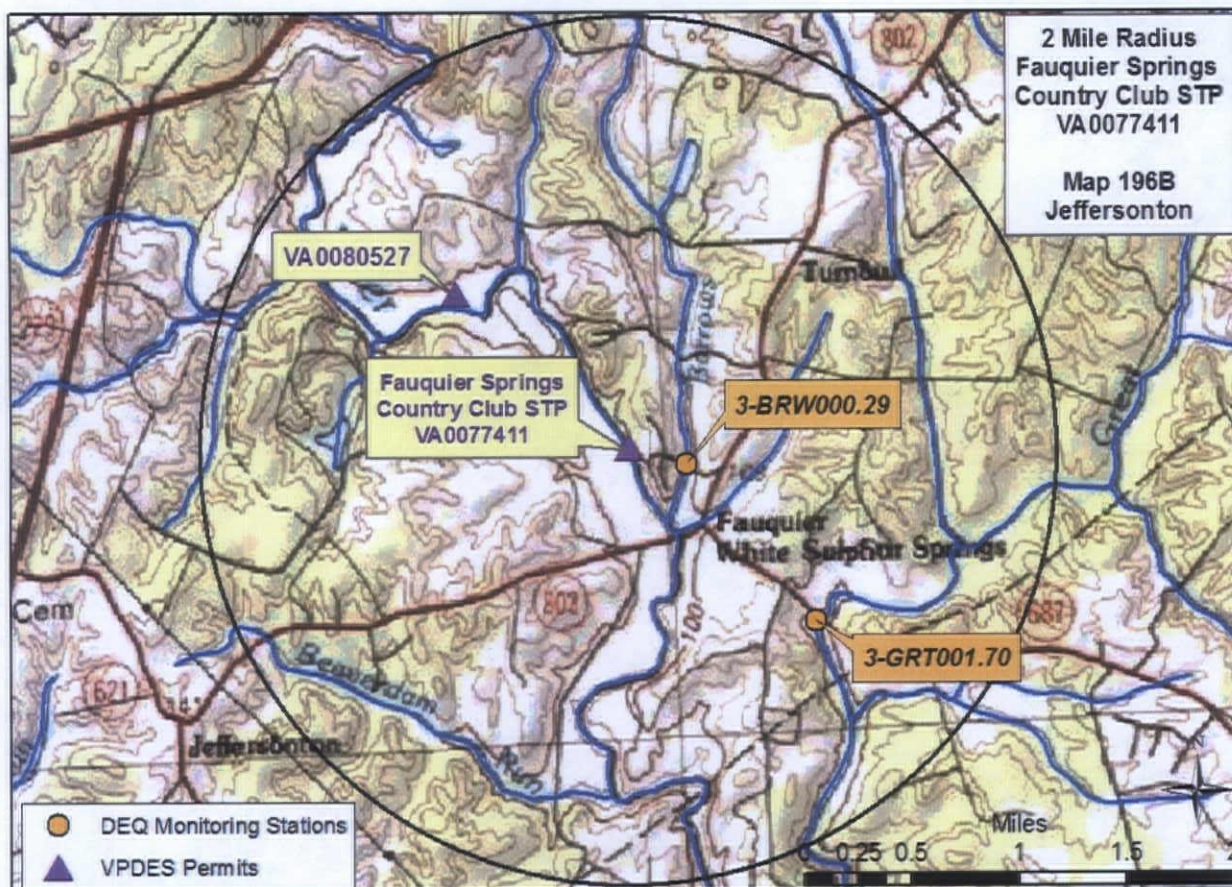 2 Mile Radius
Fauquier Springs
Country Club STP
VA0077411
Map 196B
Jeffersonton
802
VA0080527
Turnbull
Barrows
Fauquier Springs
Country Club STP
VA0077411
3-BRW000.29
Great
Fauquier
White Sulphur Springs
Cem
802
687
100
3-GRT001.70
621
Beaverdam
Run
Jeffersonton
DEQ Monitoring Stations
VPDES Permits
Miles
0 0.25 0.5 1 1.5